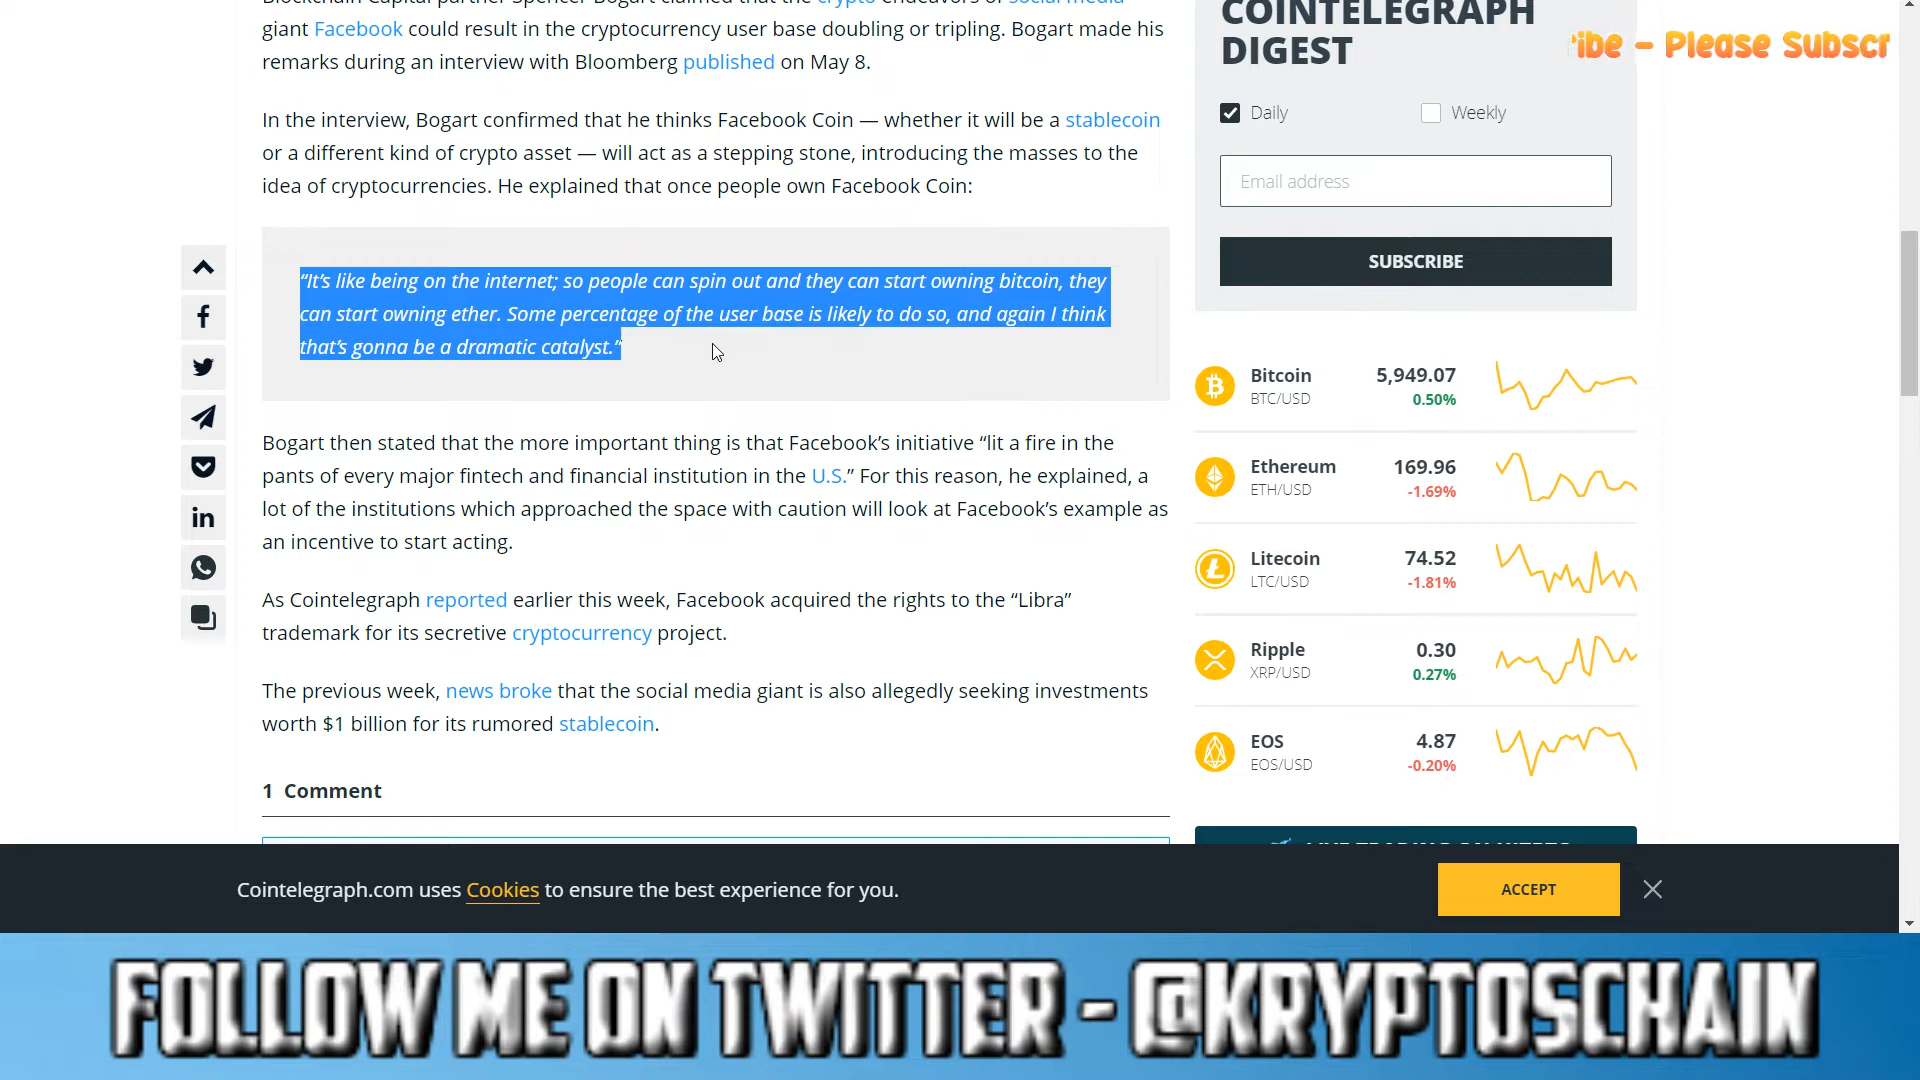 giant Facebook could result in the cryptocurrency user base doubling or tripling. Bogart made his
remarks during an interview with Bloomberg published on May 8.
In the interview, Bogart confirmed that he thinks Facebook Coin — whether it will be a stablecoin
or a different kind of crypto asset — will act as a stepping stone, introducing the masses to the
idea of cryptocurrencies. He explained that once people own Facebook Coin:
“It’s like being on the internet; so people can spin out and they can start owning bitcoin, they
can start owning ether. Some percentage of the user base is likely to do so, and again I think
that’s gonna be a dramatic catalyst.”
Bogart then stated that the more important thing is that Facebook’s initiative “lit a fire in the
pants of every major fintech and financial institution in the U.S.” For this reason, he explained, a
lot of the institutions which approached the space with caution will look at Facebook’s example as
an incentive to start acting.
As Cointelegraph reported earlier this week, Facebook acquired the rights to the “Libra”
trademark for its secretive cryptocurrency project.
The previous week, news broke that the social media giant is also allegedly seeking investments
worth $1 billion for its rumored stablecoin.
1 Comment
COINTELEGRAPH
DIGEST
ibe - Please Subscr
Daily
Weekly
Email address
SUBSCRIBE
Bitcoin 5,949.07
BTC/USD 0.50%
Ethereum 169.96
ETH/USD -1.69%
Litecoin 74.52
LTC/USD -1.81%
Ripple 0.30
XRP/USD 0.27%
EOS 4.87
EOS/USD -0.20%
Cointelegraph.com uses Cookies to ensure the best experience for you.
ACCEPT
FOLLOW ME ON TWITTER - @KRYPTOSCHAIN